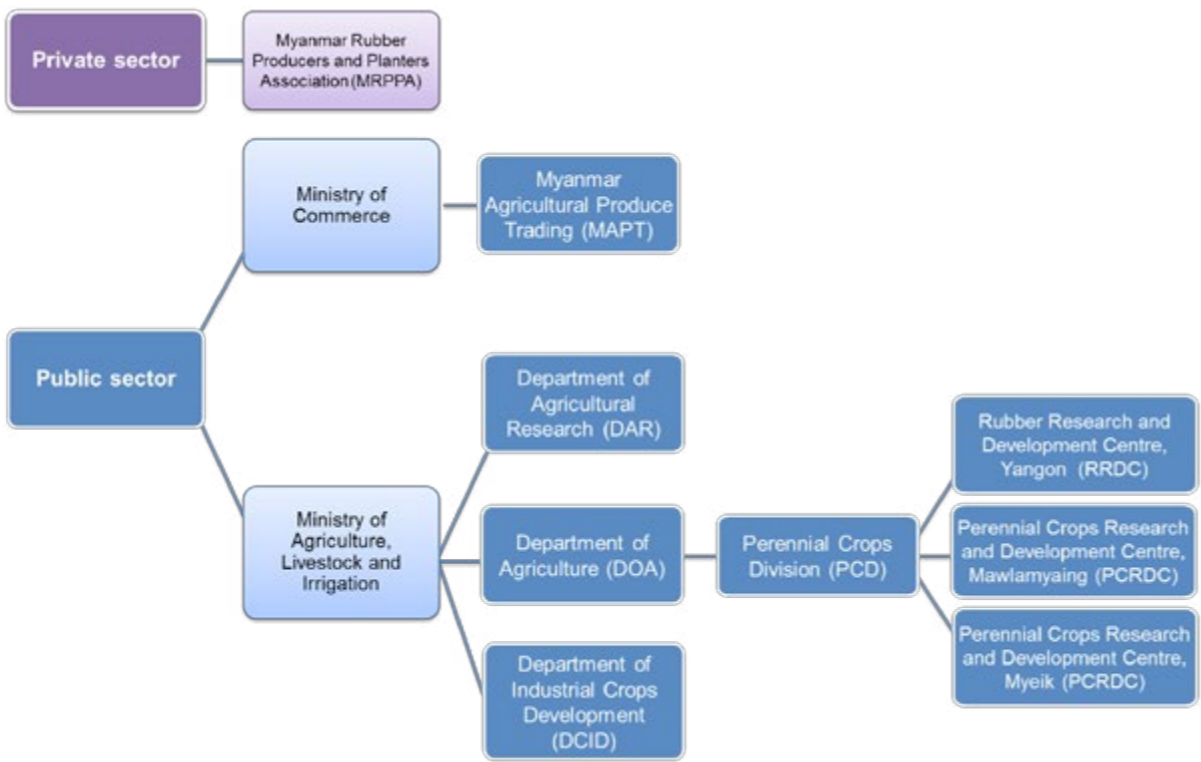 Private sector
Myanmar Rubber
Producers and Planters
Association (MRPPA)
Public sector
Ministry of
Commerce
Myanmar
Agricultural Produce
Trading (MAPT)
Ministry of
Agriculture,
Livestock and
Irrigation
Department of
Agricultural
Research (DAR)
Department of
Agriculture (DOA)
Department of
Industrial Crops
Development
(DCID)
Perennial Crops
Division (PCD)
Rubber Research and
Development Centre,
Yangon (RRDC)
Perennial Crops Research
and Development Centre,
Mawlamyaing (PCRDC)
Perennial Crops Research
and Development Centre,
Myeik (PCRDC)